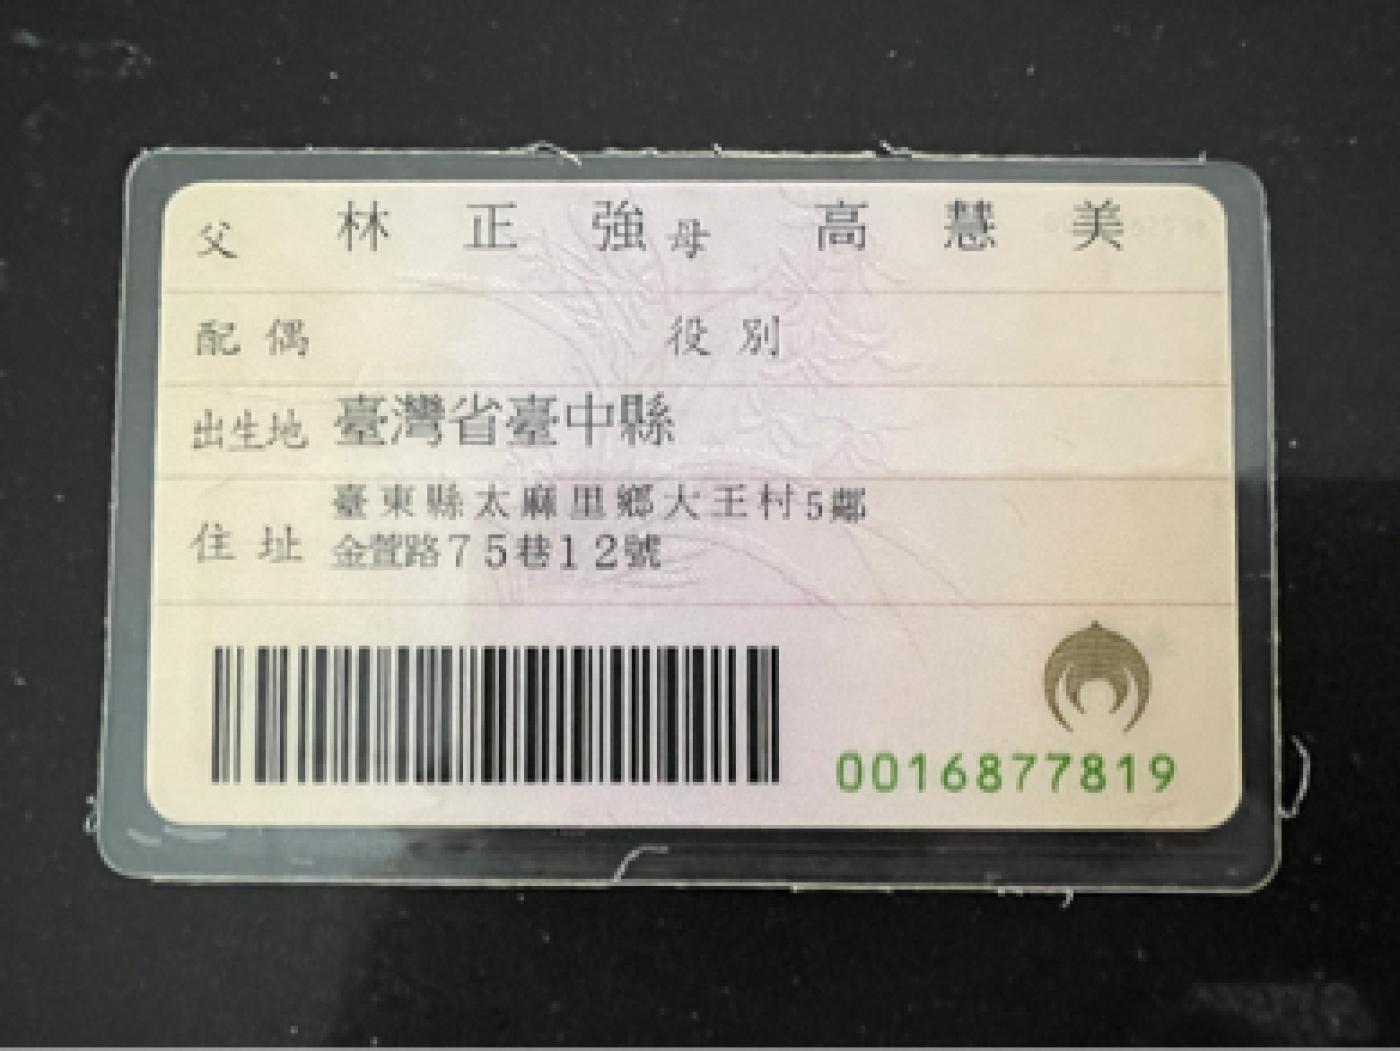 父 林正強 母 高慧美
配偶 役別
出生地 臺灣省臺中縣
住址 臺東縣太麻里鄉大王村5鄰
金萱路75巷12號
0016877819